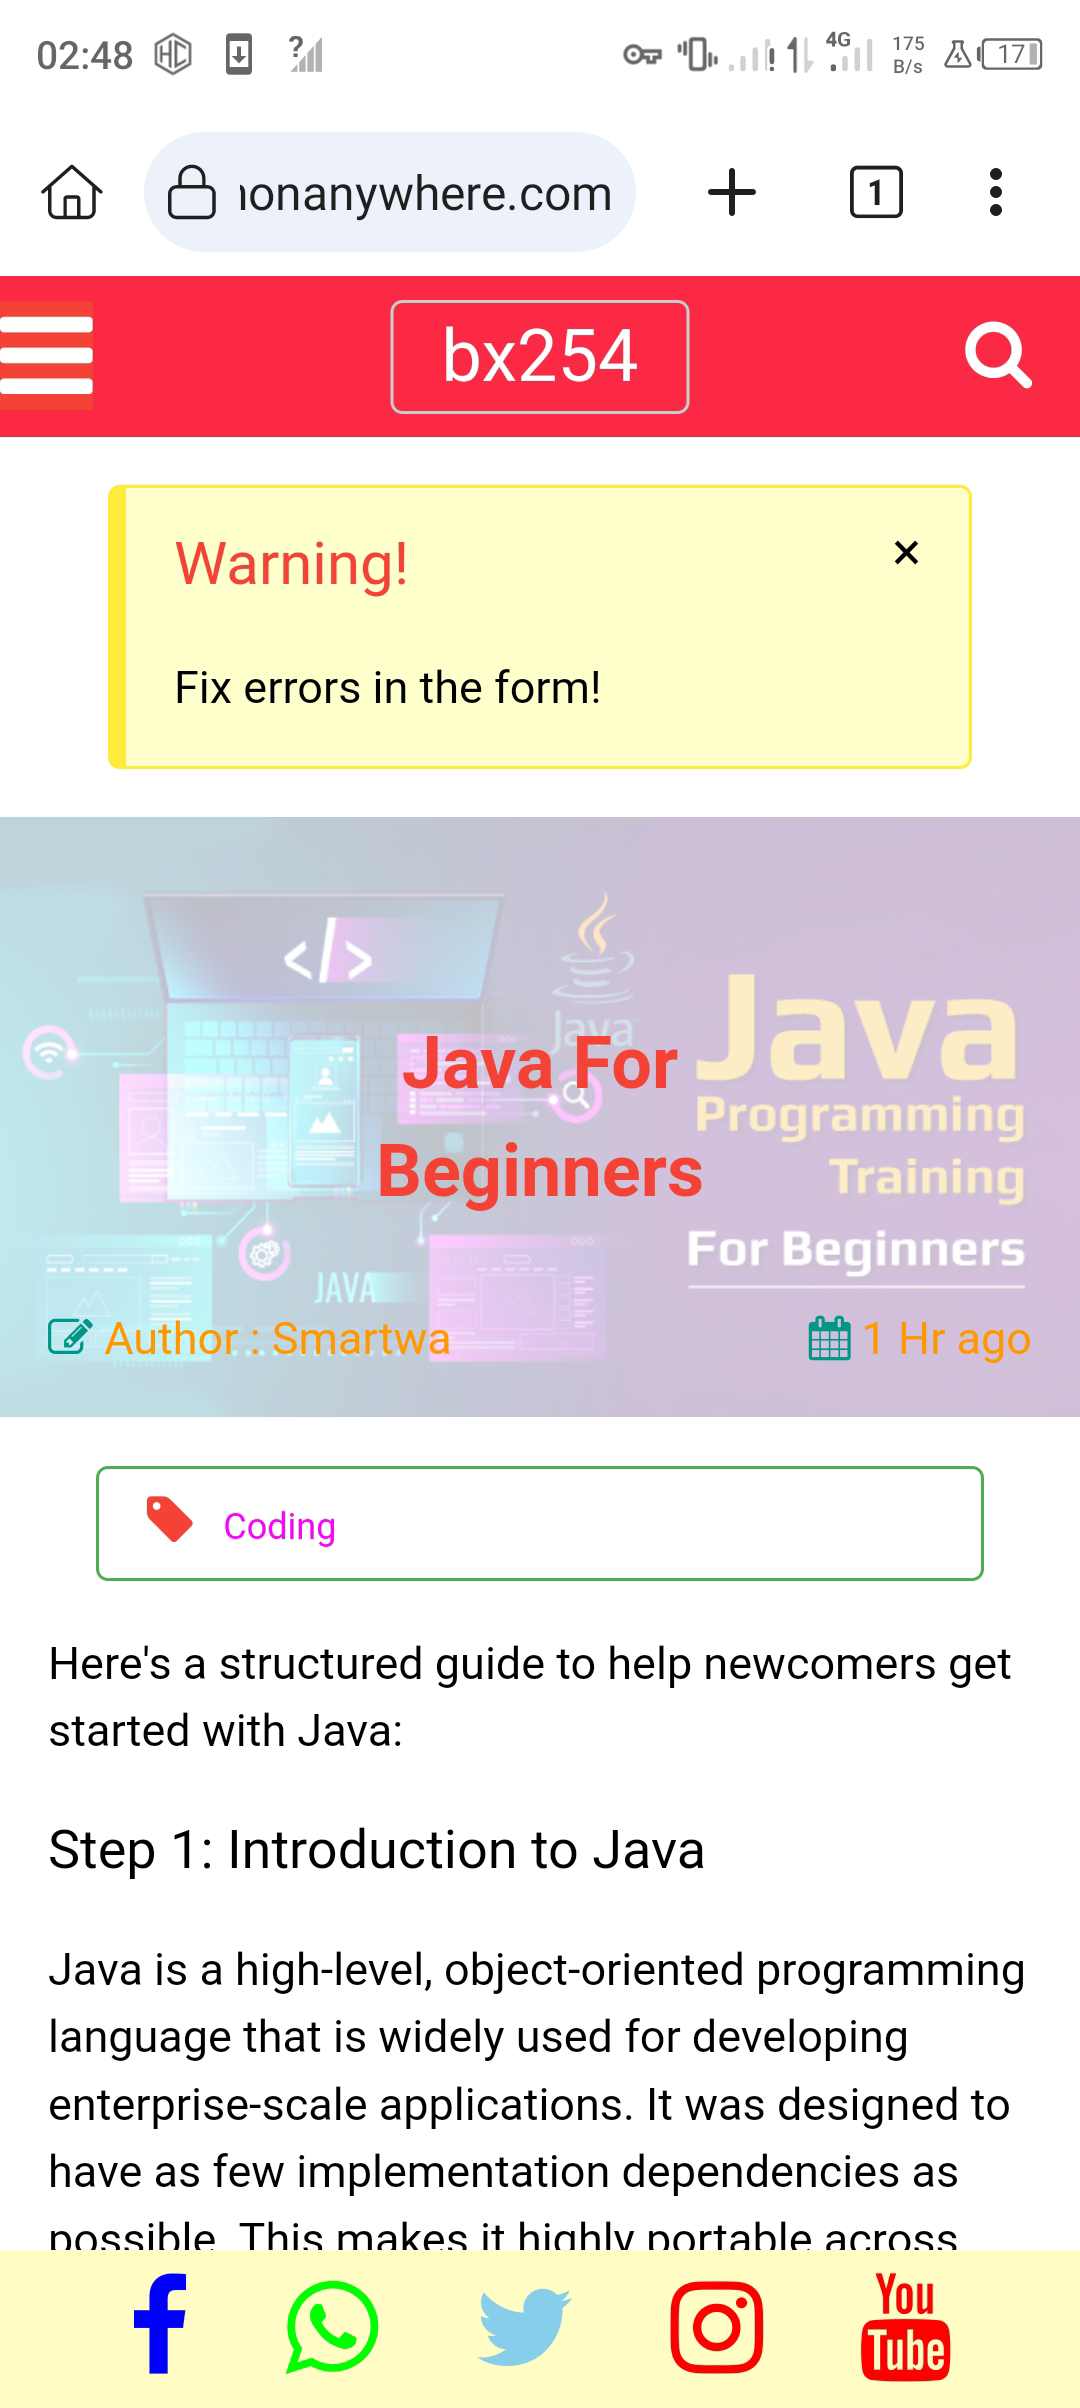 02:48
HC
?
4G
175
B/s
17
onanywhere.com
1
bx254
Warning!
×
Fix errors in the form!
</>
Java
Java
Programming
Training
For Beginners
JAVA
Java For
Beginners
Author : Smartwa
1 Hr ago
Coding
Here's a structured guide to help newcomers get
started with Java:
Step 1: Introduction to Java
Java is a high-level, object-oriented programming
language that is widely used for developing
enterprise-scale applications. It was designed to
have as few implementation dependencies as
possible. This makes it highly portable across
You
Tube